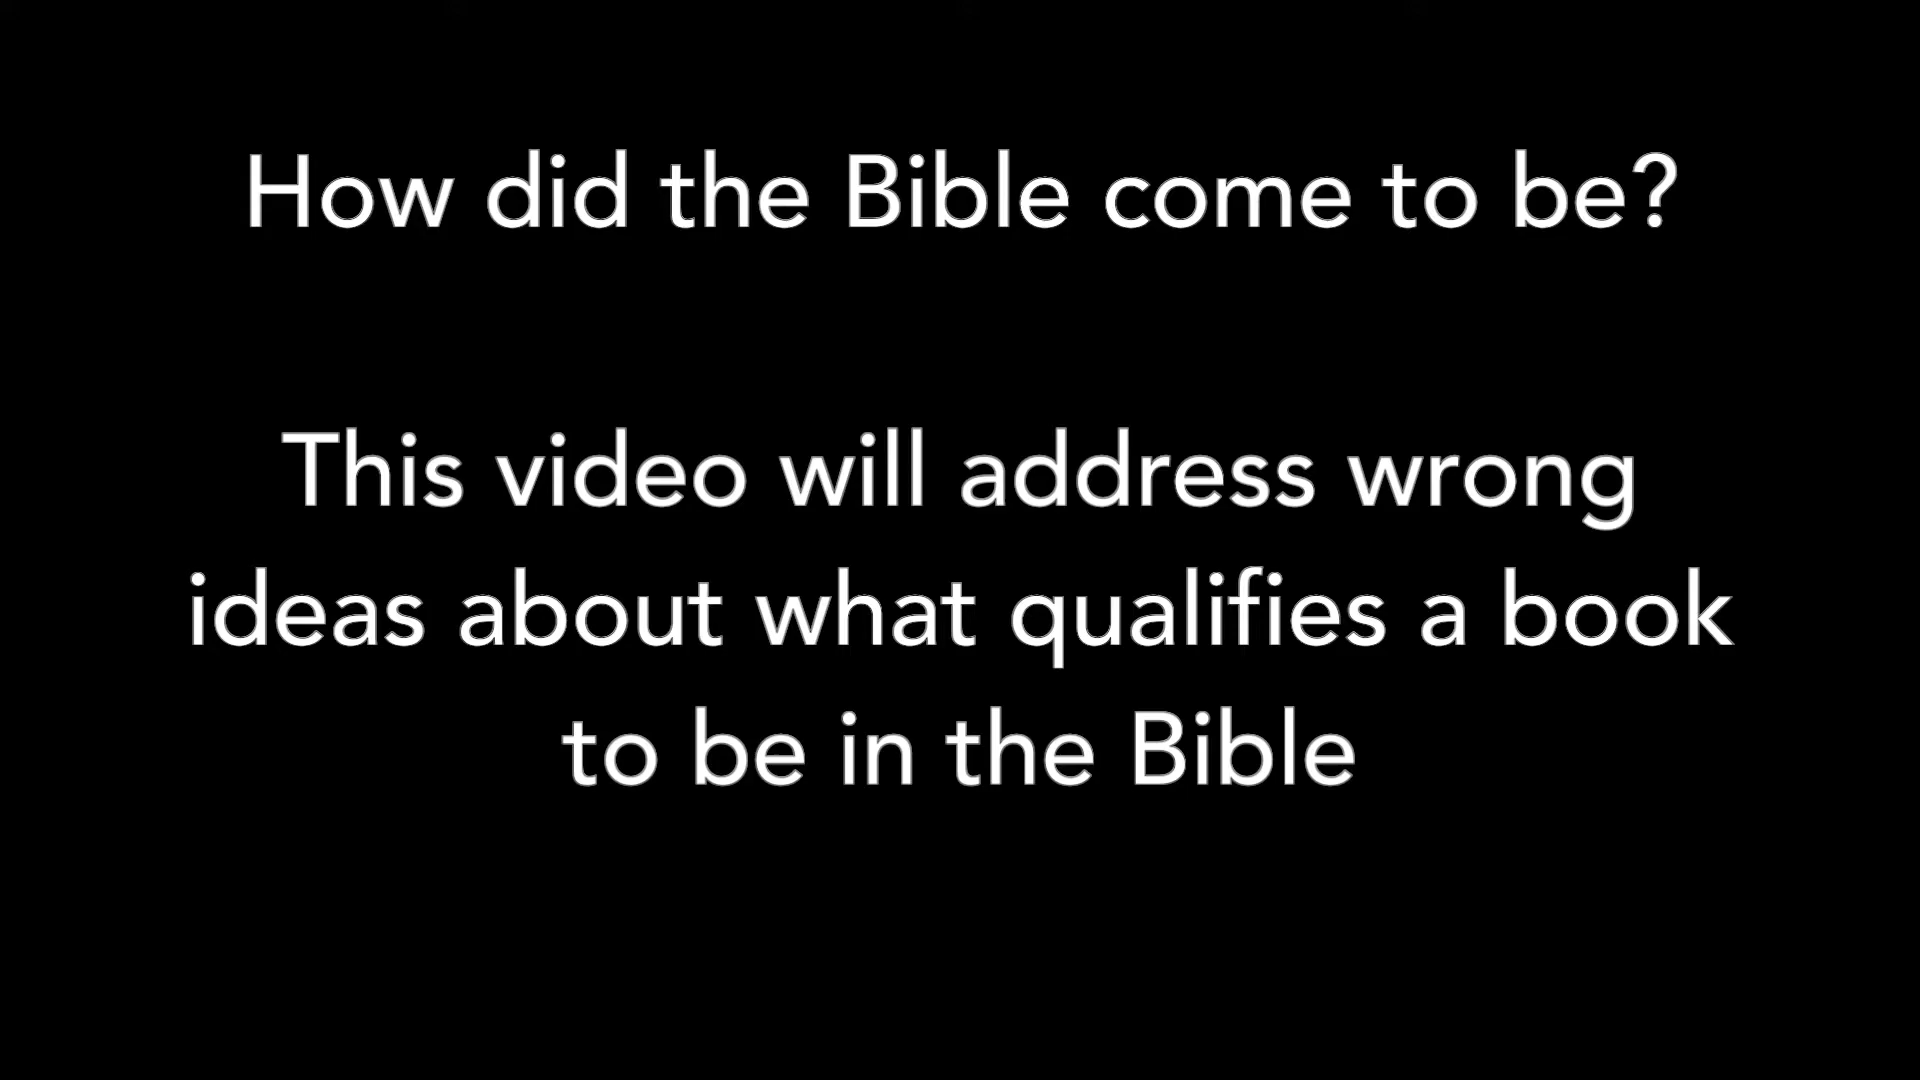 How did the Bible come to be?
This video will address wrong
ideas about what qualifies a book
to be in the Bible